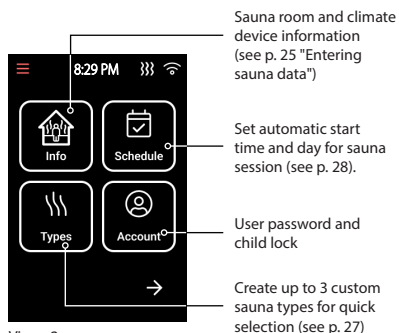 8:29 PM
Info
Schedule
Types
Account
Sauna room and climate
device information
(see p. 25 "Entering
sauna data")
Set automatic start
time and day for sauna
session (see p. 28).
User password and
child lock
Create up to 3 custom
sauna types for quick
selection (see p. 27)